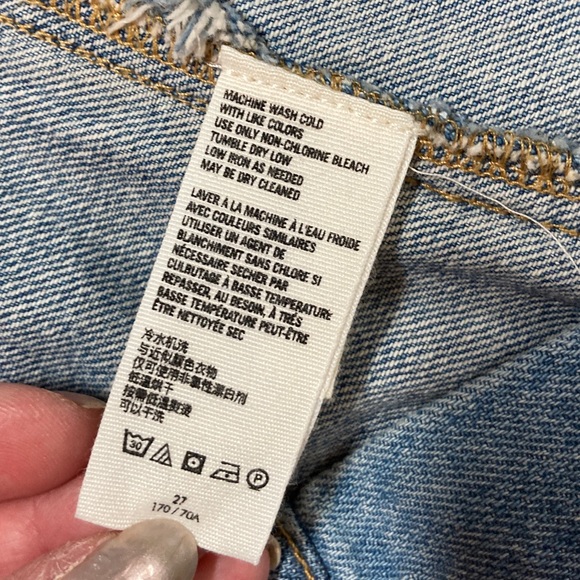 MACHINE WASH COLD
WITH LIKE COLORS
USE ONLY NON-CHLORINE BLEACH
TUMBLE DRY LOW
LOW IRON AS NEEDED
MAY BE DRY CLEANED
LAVER À LA MACHINE À L'EAU FROIDE
AVEC COULEURS SIMILAIRES
UTILISER UN AGENT DE
BLANCHIMENT SANS CHLORE SI
NÉCESSAIRE SECHER PAR
CULBUTAGE À BASSE TEMPERATURE
REPASSER, AU BESOIN, À TRÉS
BASSE TEMPÉRATURE PEUT-ÊTRE
ÊTRE NETTOYÉE SEC
冷水机洗
与近似颜色衣物
仅可使用非氯性漂白剂
低温烘干
按需低温熨烫
可以干洗
30 P
27
170 / 70A